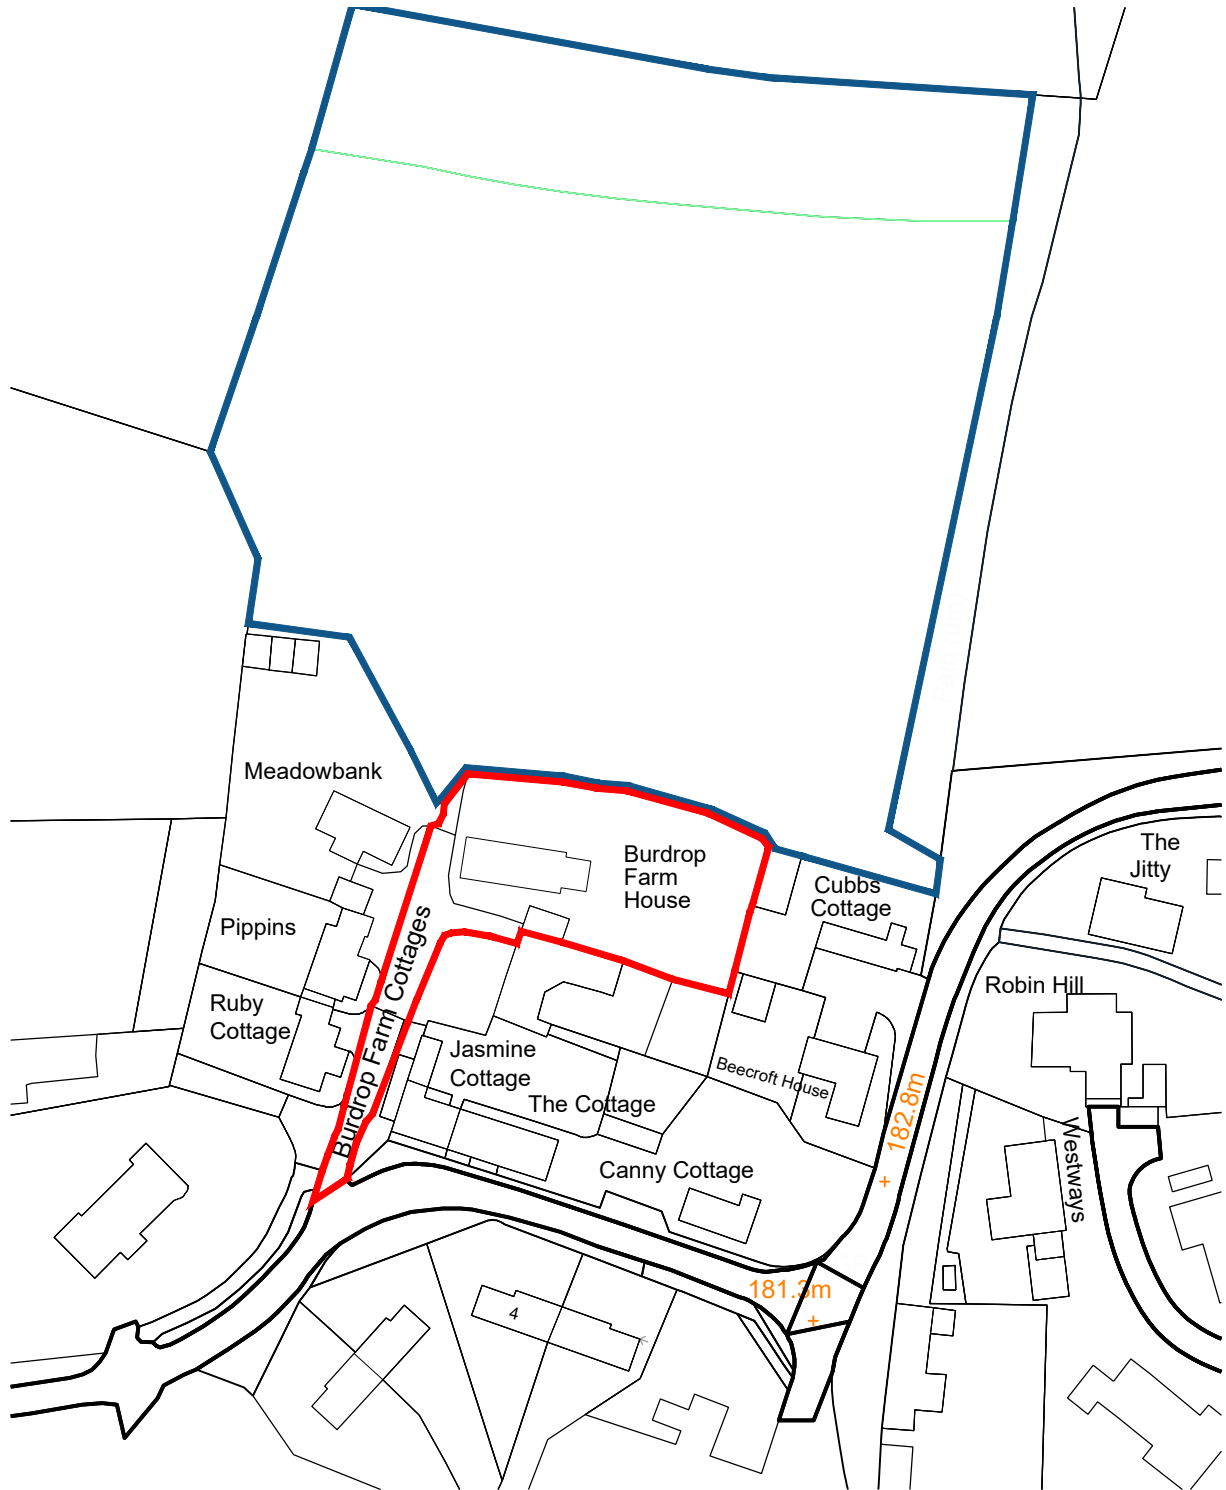 Meadowbank
Burdrop
Farm
House
The
Jitty
Cubbs
Cottage
Pippins
Burdrop Farm Cottages
Robin Hill
Ruby
Cottage
Jasmine
Cottage
Beecroft House
The Cottage
182.8m
Westways
Canny Cottage
181.3m
4